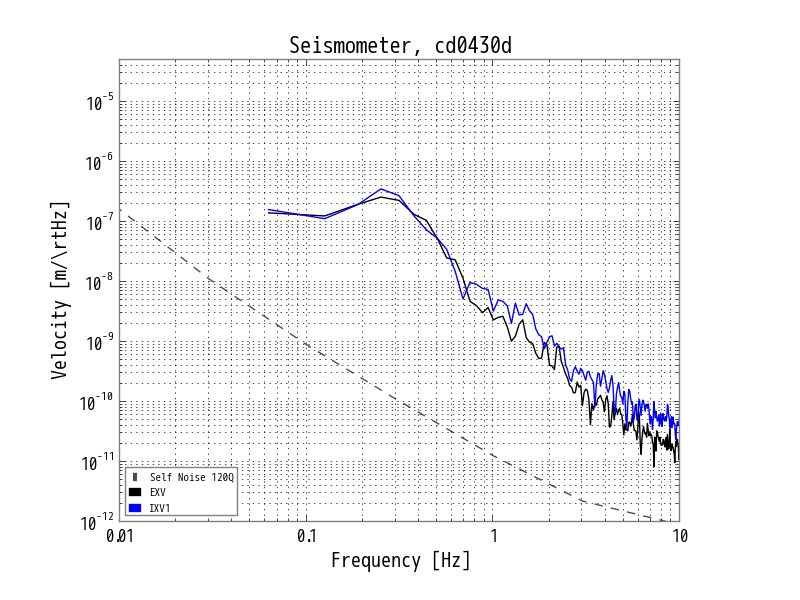 Seismometer, cd0430d
Velocity [m/\rtHz]
10^-5
10^-6
10^-7
10^-8
10^-9
10^-10
10^-11
10^-12
Self Noise 120Q
EXV
IXV1
0.01 0.1 1 10
Frequency [Hz]